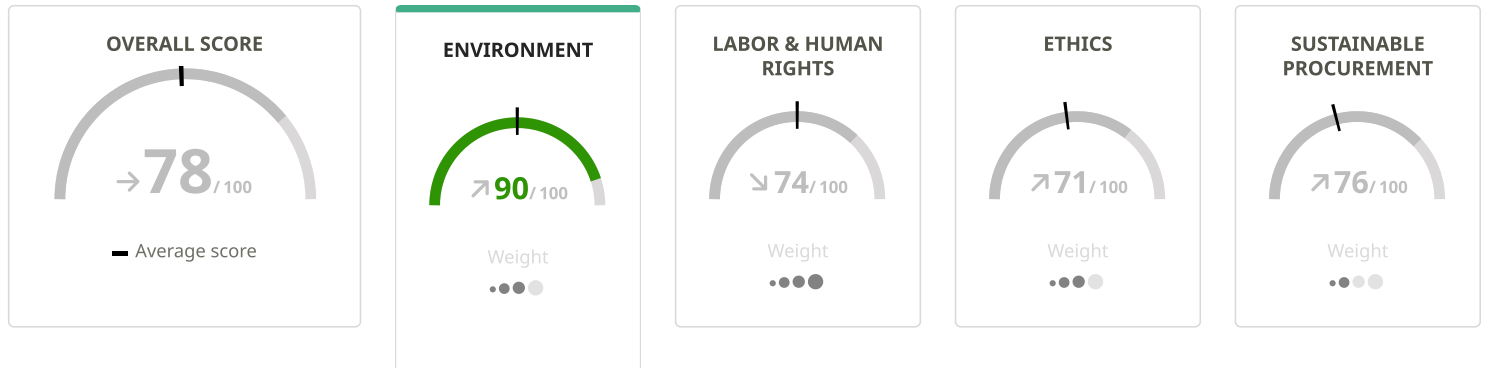 OVERALL SCORE
78 / 100
Average score
ENVIRONMENT
90 / 100
Weight
LABOR & HUMAN
RIGHTS
74 / 100
Weight
ETHICS
71 / 100
Weight
SUSTAINABLE
PROCUREMENT
76 / 100
Weight